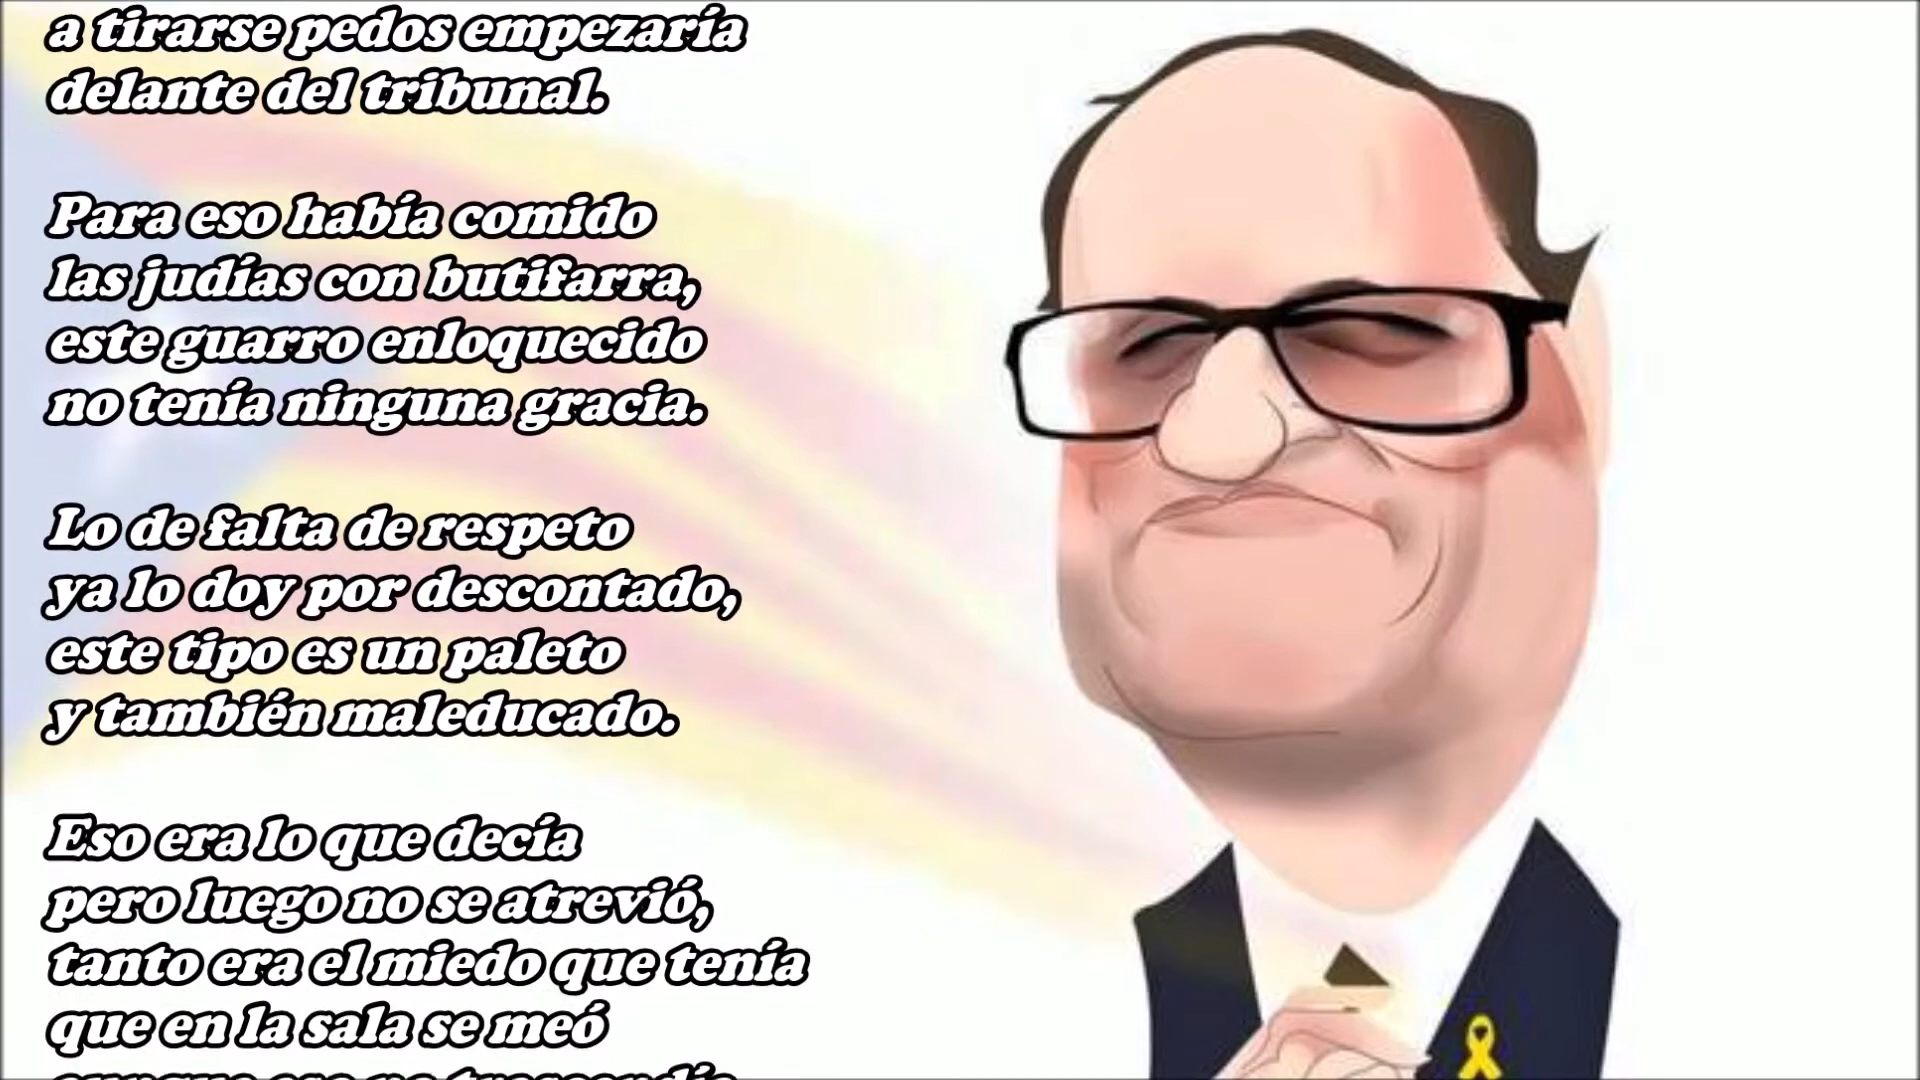 a tirarse pedos empezaría
delante del tribunal.
Para eso había comido
las judías con butifarra,
este guarro enloquecido
no tenía ninguna gracia.
Lo de falta de respeto
ya lo doy por descontado,
este tipo es un paleto
y también maleducado.
Eso era lo que decía
pero luego no se atrevió,
tanto era el miedo que tenía
que en la sala se meó